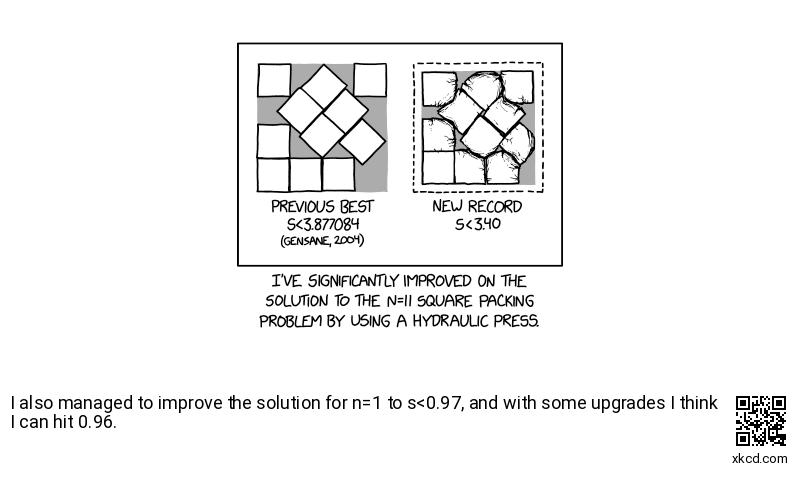 PREVIOUS BEST
S<3.877084
(GENSANE, 2004)
NEW RECORD
S<3.40
I'VE SIGNIFICANTLY IMPROVED ON THE
SOLUTION TO THE N=11 SQUARE PACKING
PROBLEM BY USING A HYDRAULIC PRESS.
I also managed to improve the solution for n=1 to s<0.97, and with some upgrades I think
I can hit 0.96.
xkcd.com